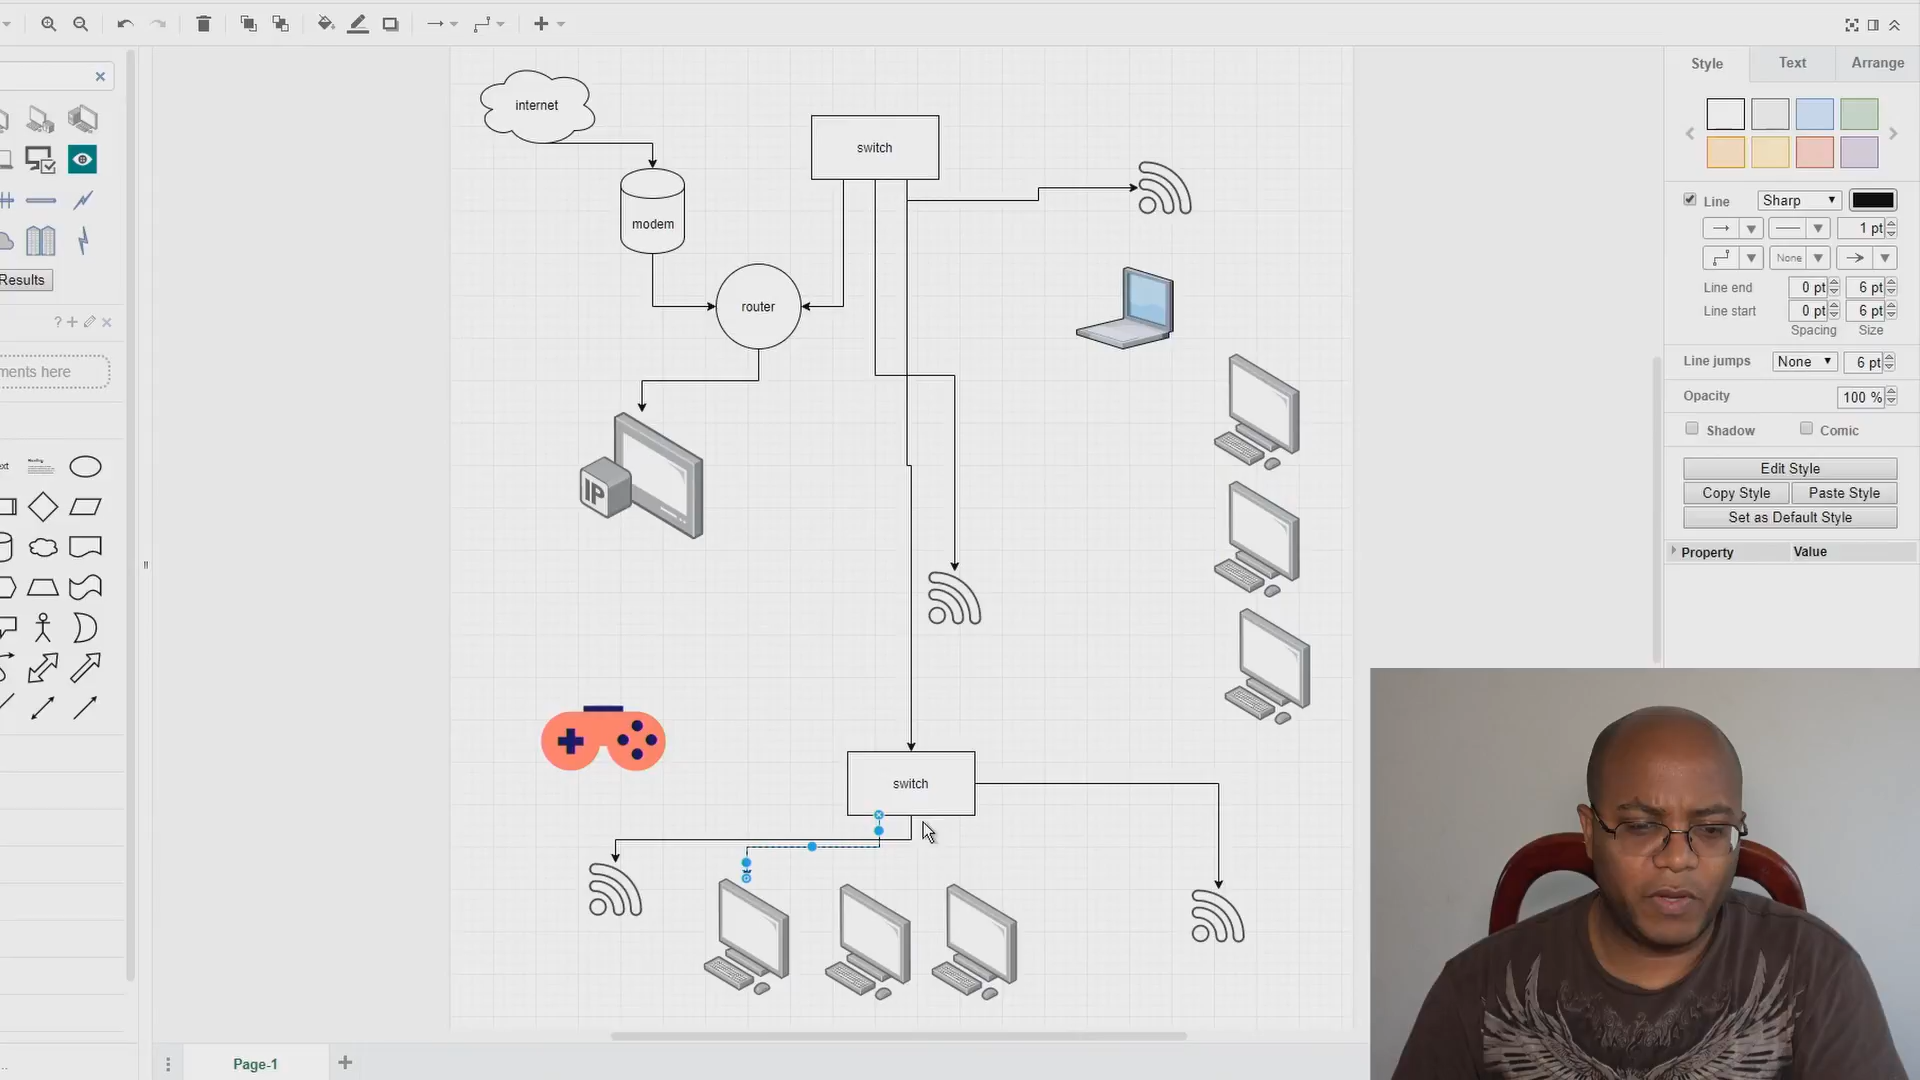 Style
Text
Arrange
internet
switch
modem
router
IP
switch
Results
? + 
ments here
ext
Line
Sharp
1 pt
None
Line end
0 pt
6 pt
Line start
0 pt
6 pt
Spacing
Size
Line jumps
None
6 pt
Opacity
100 %
Shadow
Comic
Edit Style
Copy Style
Paste Style
Set as Default Style
Property
Value
Page-1